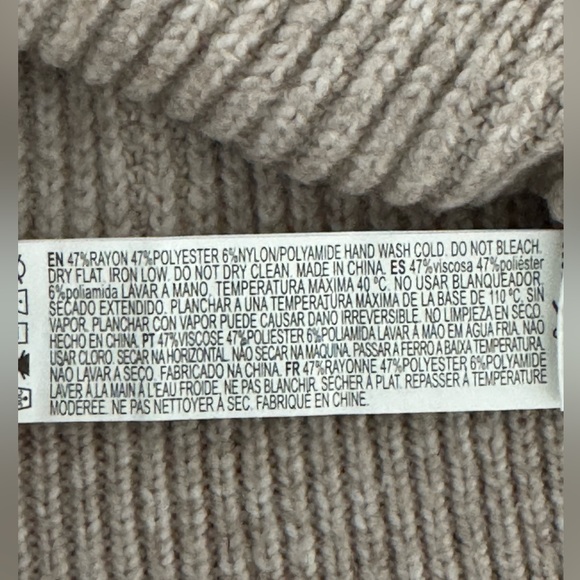 EN 47%RAYON 47%POLYESTER 6%NYLON/POLYAMIDE HAND WASH COLD. DO NOT BLEACH.
DRY FLAT. IRON LOW. DO NOT DRY CLEAN. MADE IN CHINA. ES 47%viscosa 47%poliéster
6%poliamida LAVAR A MANO. TEMPERATURA MÁXIMA 40 ºC. NO USAR BLANQUEADOR.
SECADO EXTENDIDO. PLANCHAR A UNA TEMPERATURA MÁXIMA DE LA BASE DE 110 ºC, SIN
VAPOR. PLANCHAR CON VAPOR PUEDE CAUSAR DAÑO IRREVERSIBLE. NO LIMPIEZA EN SECO.
HECHO EN CHINA. PT 47%VISCOSE 47%POLIÉSTER 6%POLIAMIDA LAVAR À MÃO EM ÁGUA FRIA. NÃO
USAR CLORO. SECAR NA HORIZONTAL. NÃO SECAR NA MAQUINA. PASSAR A FERRO A BAIXA TEMPERATURA.
NÃO LAVAR A SECO. FABRICADO NA CHINA. FR 47%RAYONNE 47%POLYESTER 6%POLYAMIDE
LAVER À LA MAIN À L'EAU FROIDE. NE PAS BLANCHIR. SÉCHER À PLAT. REPASSER À TEMPÉRATURE
MODÉRÉE. NE PAS NETTOYER À SEC. FABRIQUÉ EN CHINE.